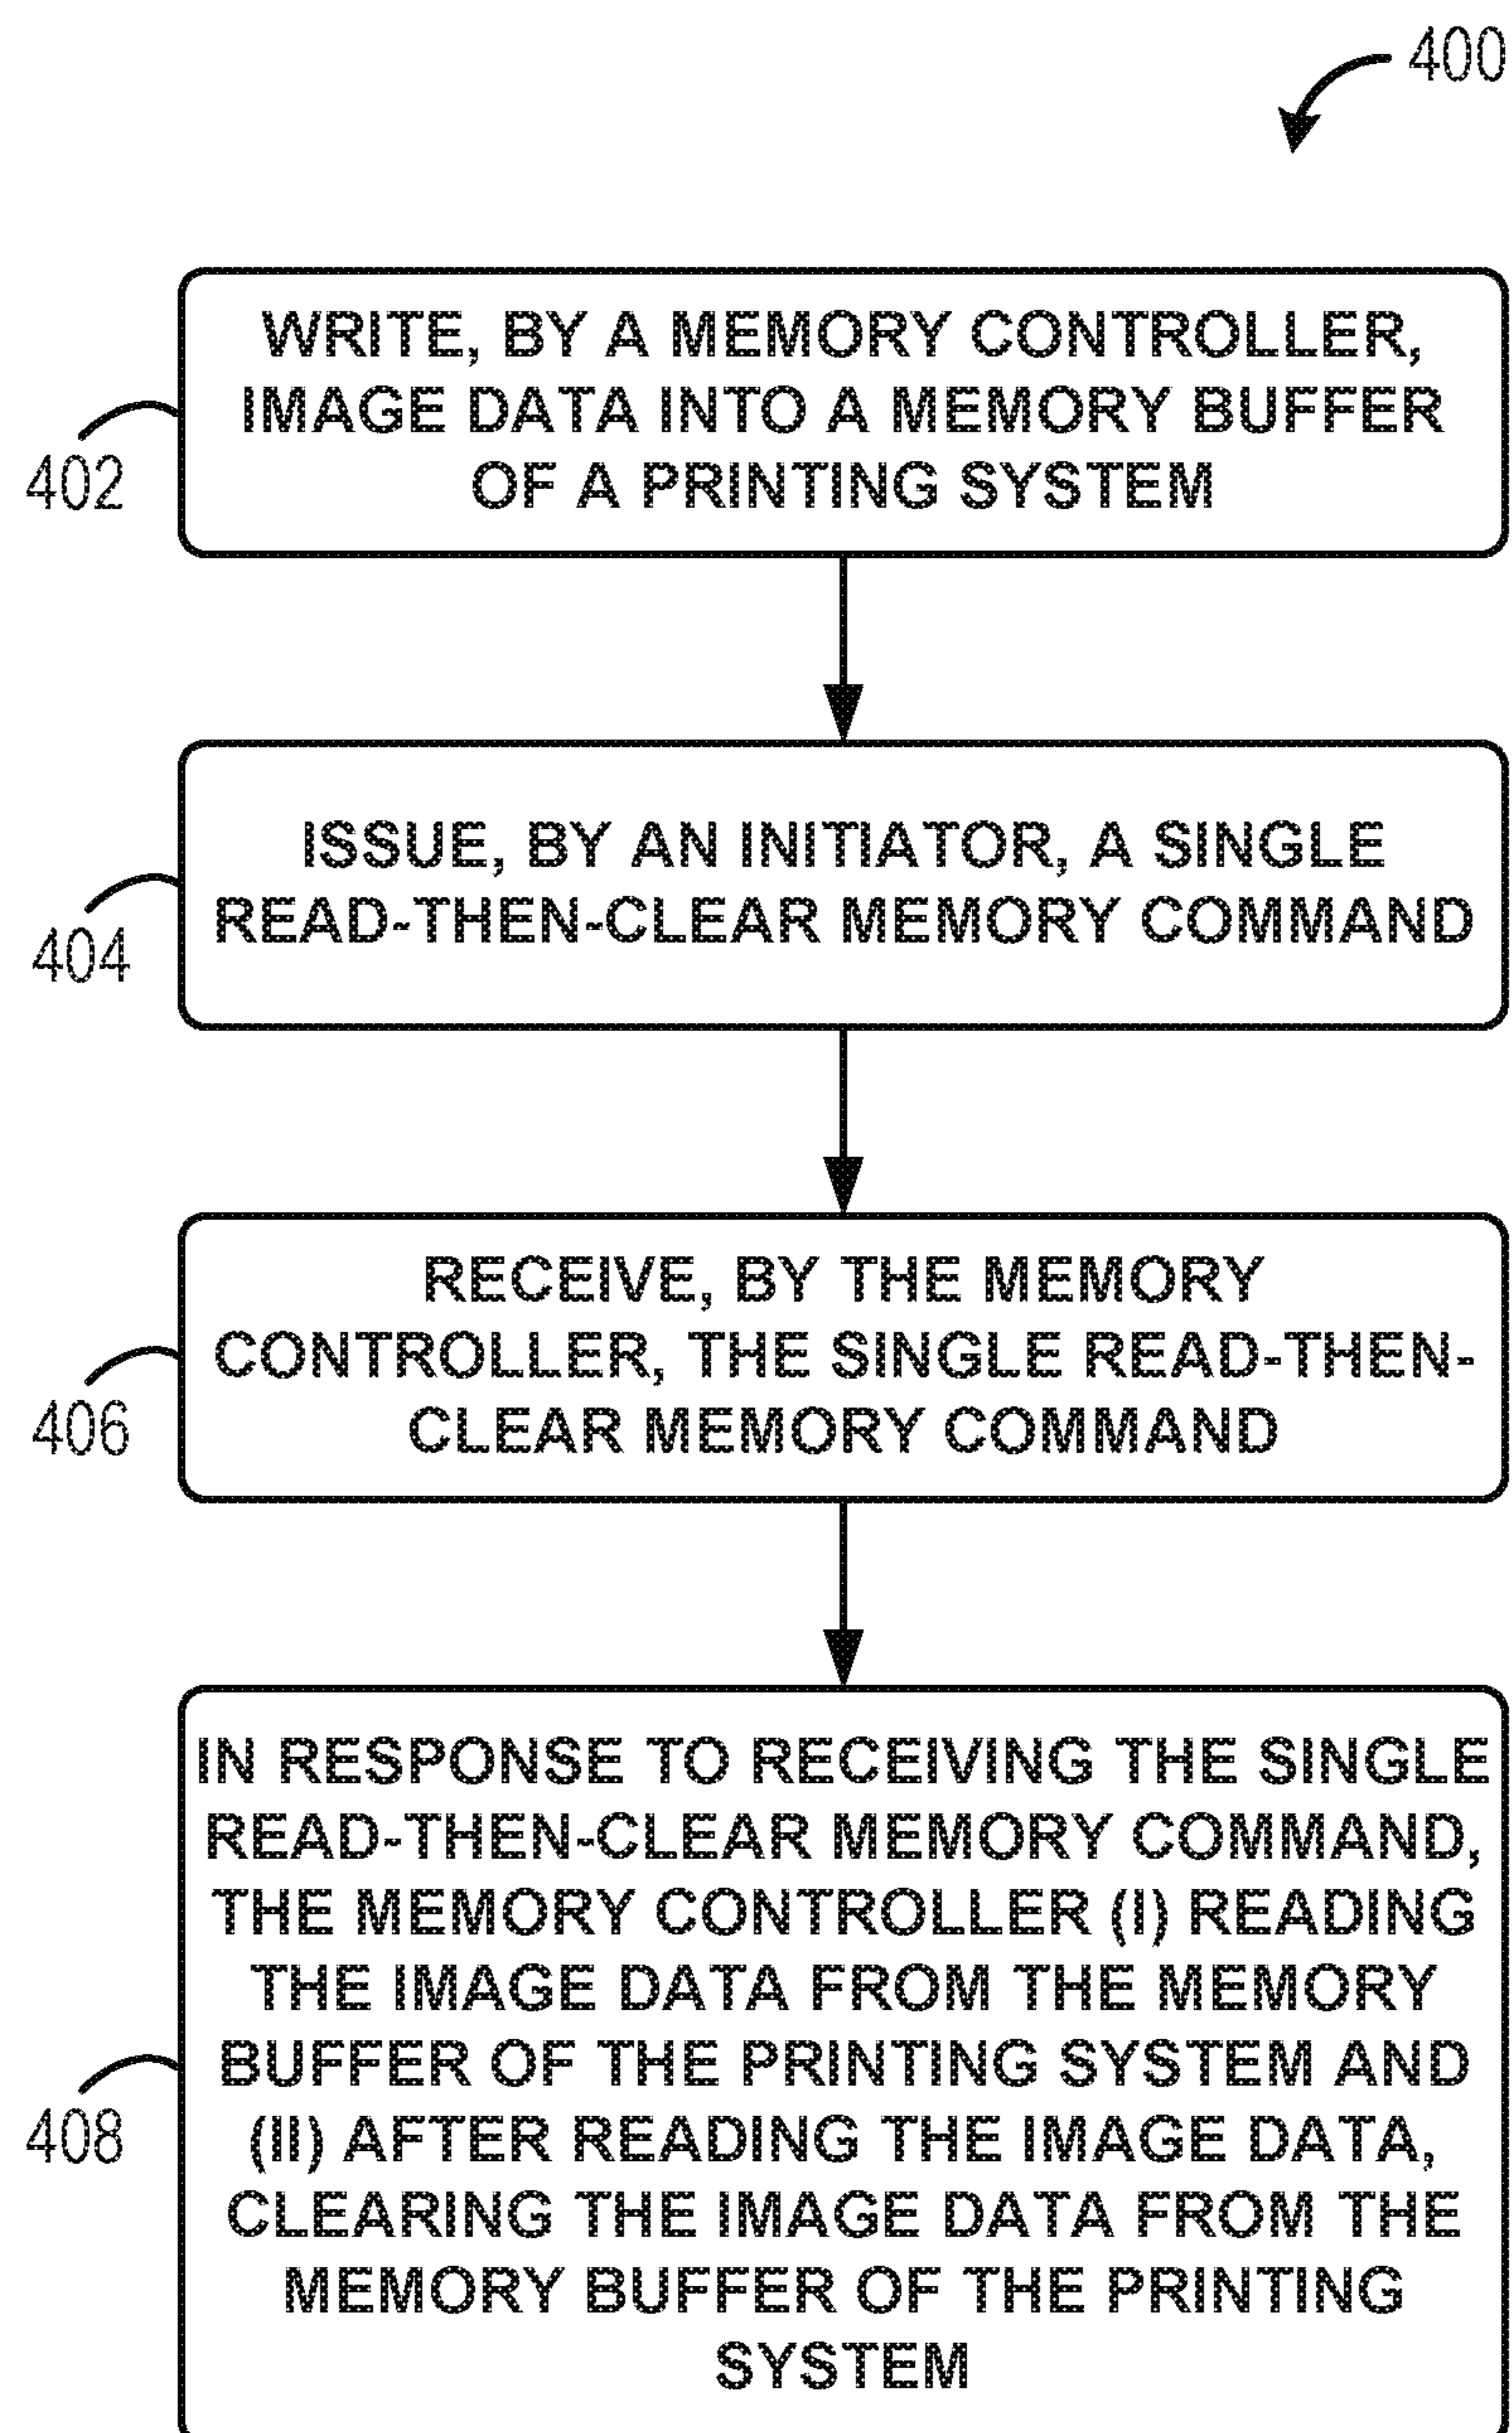 400
WRITE, BY A MEMORY CONTROLLER,
IMAGE DATA INTO A MEMORY BUFFER
OF A PRINTING SYSTEM
402
ISSUE, BY AN INITIATOR, A SINGLE
READ-THEN-CLEAR MEMORY COMMAND
404
RECEIVE, BY THE MEMORY
CONTROLLER, THE SINGLE READ-THEN-
CLEAR MEMORY COMMAND
406
IN RESPONSE TO RECEIVING THE SINGLE
READ-THEN-CLEAR MEMORY COMMAND,
THE MEMORY CONTROLLER (I) READING
THE IMAGE DATA FROM THE MEMORY
BUFFER OF THE PRINTING SYSTEM AND
(II) AFTER READING THE IMAGE DATA,
CLEARING THE IMAGE DATA FROM THE
MEMORY BUFFER OF THE PRINTING
SYSTEM
408